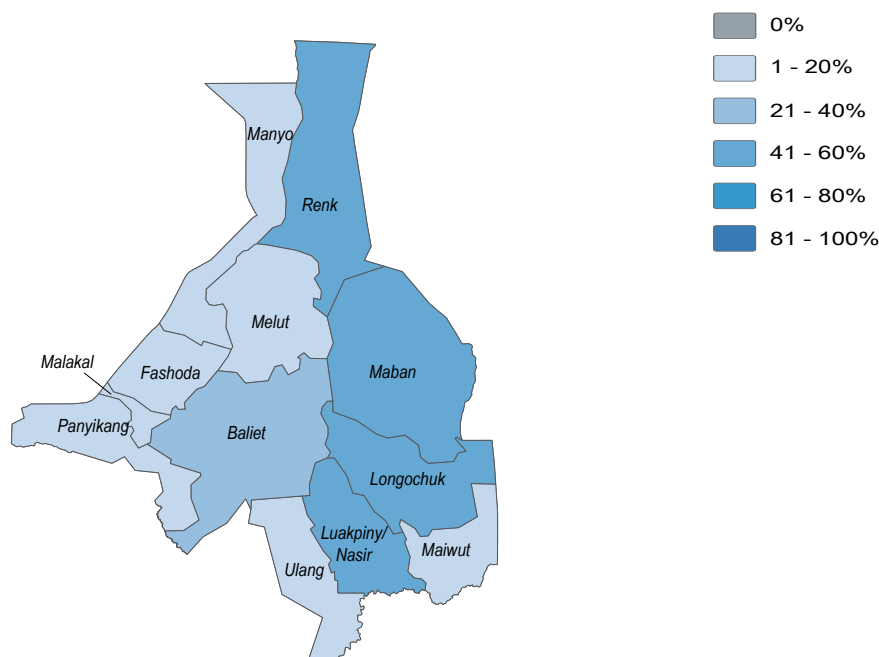 0%
1 - 20%
21 - 40%
41 - 60%
61 - 80%
81 - 100%
Manyo
Renk
Melut
Malakal
Fashoda
Maban
Panyikang
Baliet
Longochuk
Luakpiny/
Nasir
Maiwut
Ulang